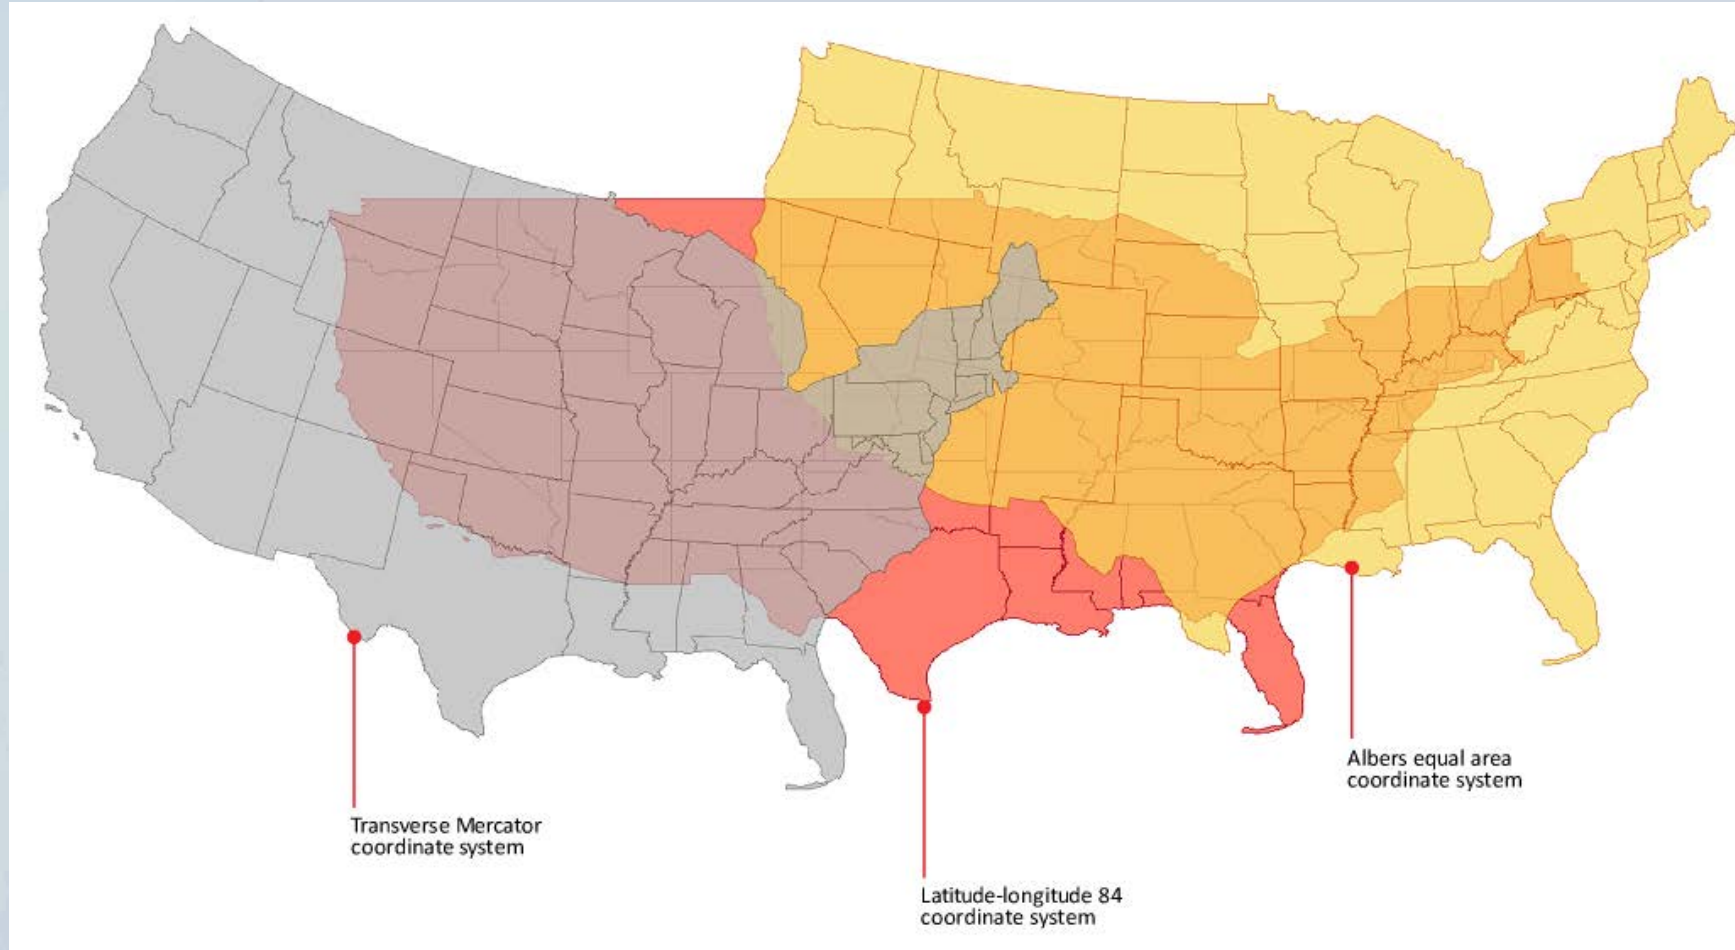 Transverse Mercator
coordinate system
Latitude-longitude 84
coordinate system
Albers equal area
coordinate system